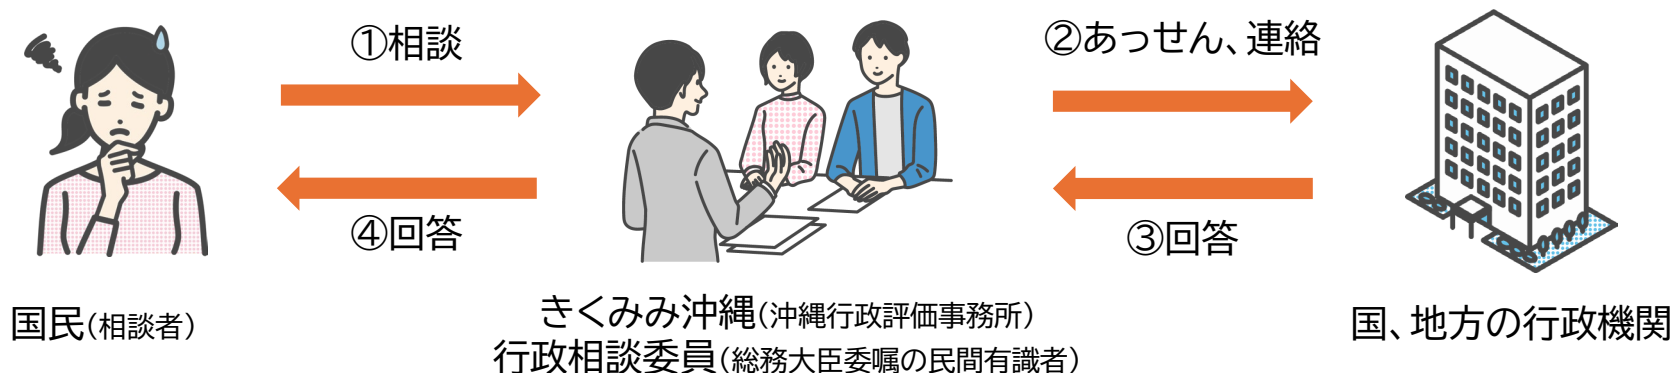 ①相談
②あっせん、連絡
④回答
③回答
国民(相談者)
きくみみ沖縄(沖縄行政評価事務所)
行政相談委員(総務大臣委嘱の民間有識者)
国、地方の行政機関